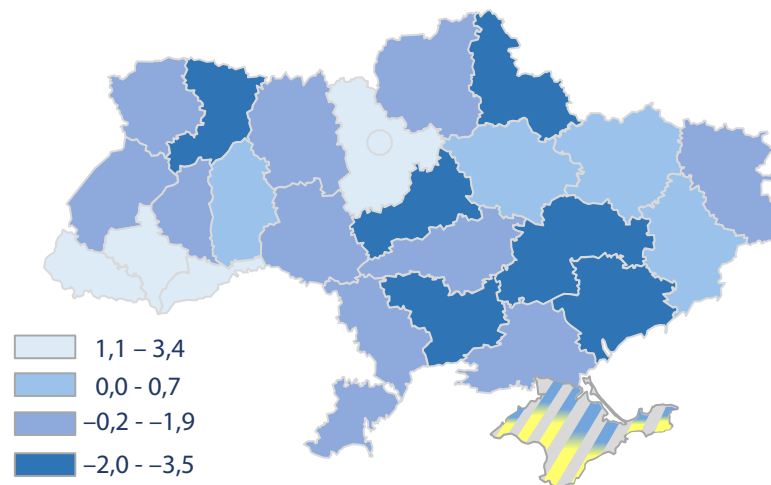 1,1 – 3,4
0,0 - 0,7
–0,2 - –1,9
–2,0 - –3,5